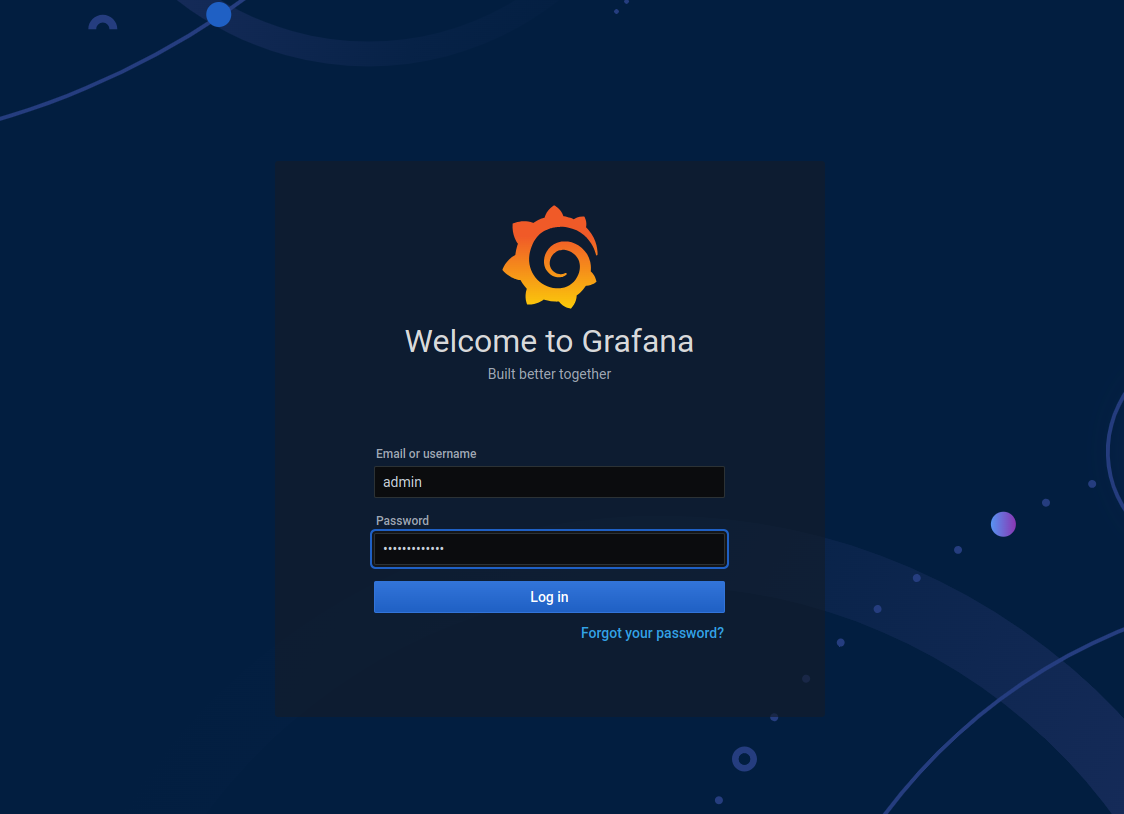 Welcome to Grafana
Built better together
Email or username
admin
Password
•••••••••••••
Log in
Forgot your password?